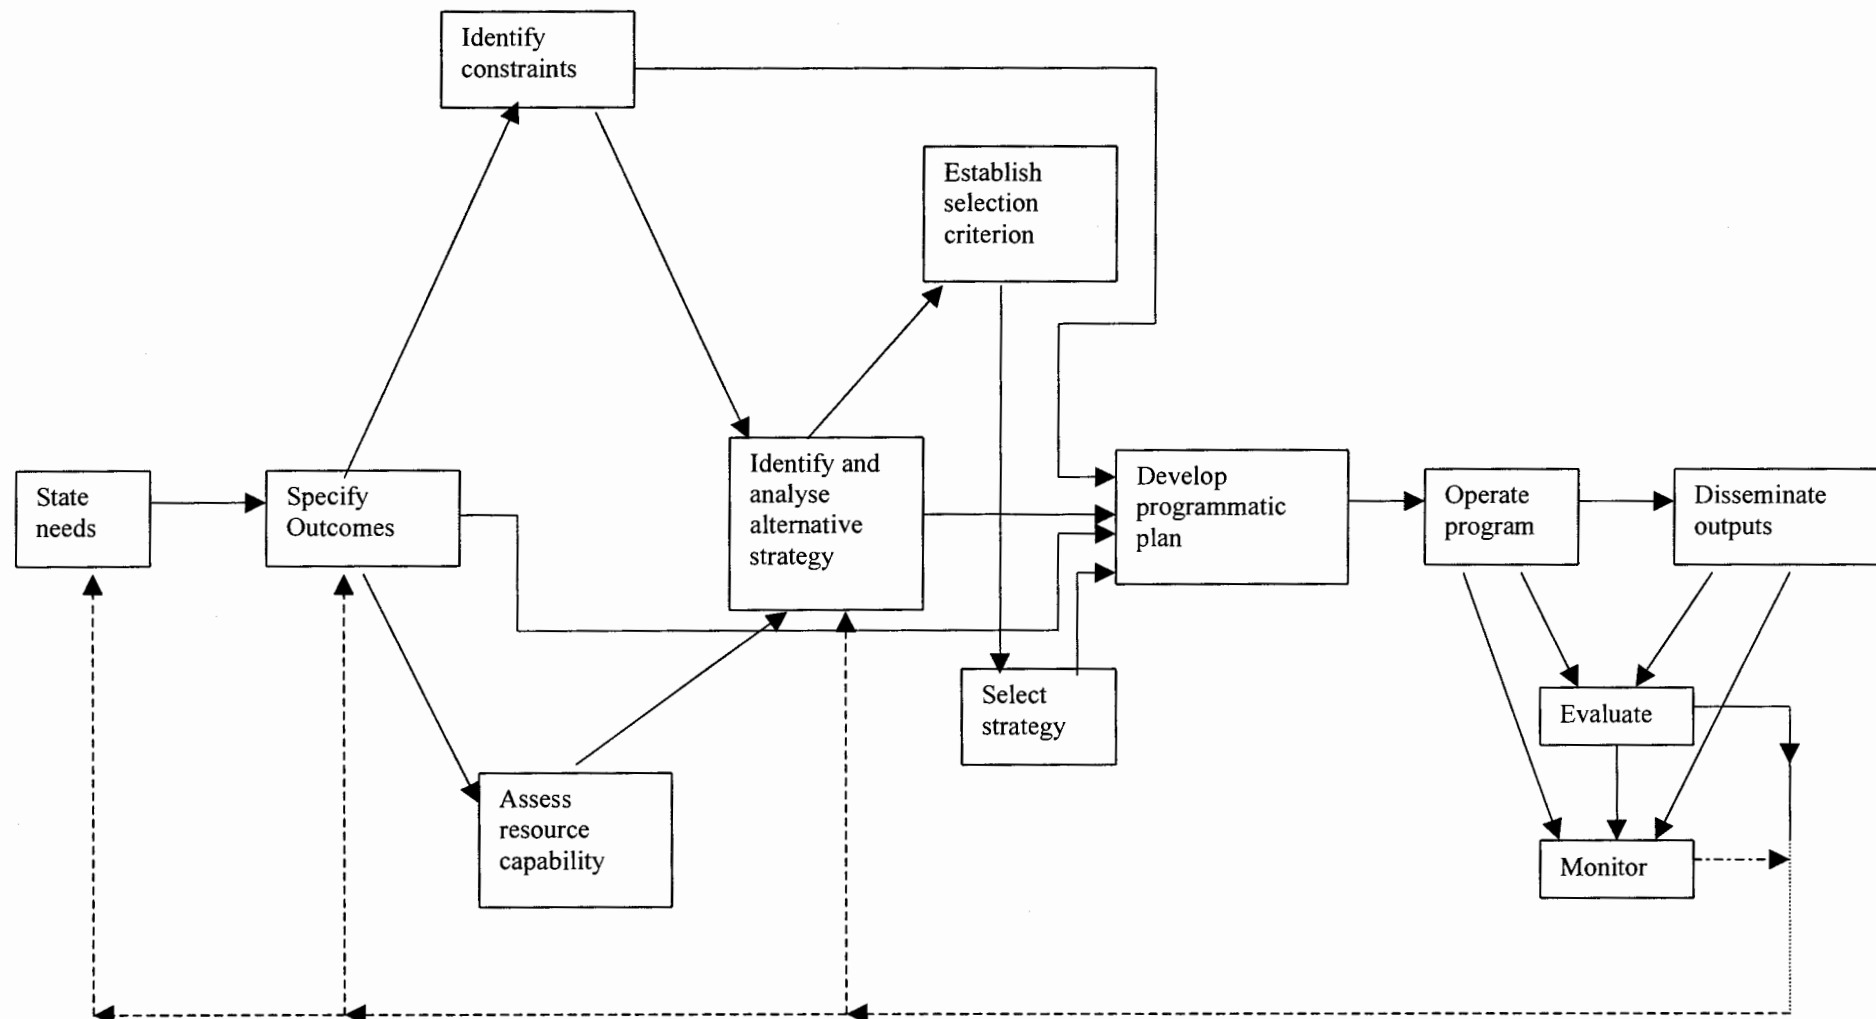 Identify
constraints
Establish
selection
criterion
State
needs
Specify
Outcomes
Identify and
analyse
alternative
strategy
Develop
programmatic
plan
Operate
program
Disseminate
outputs
Select
strategy
Evaluate
Assess
resource
capability
Monitor